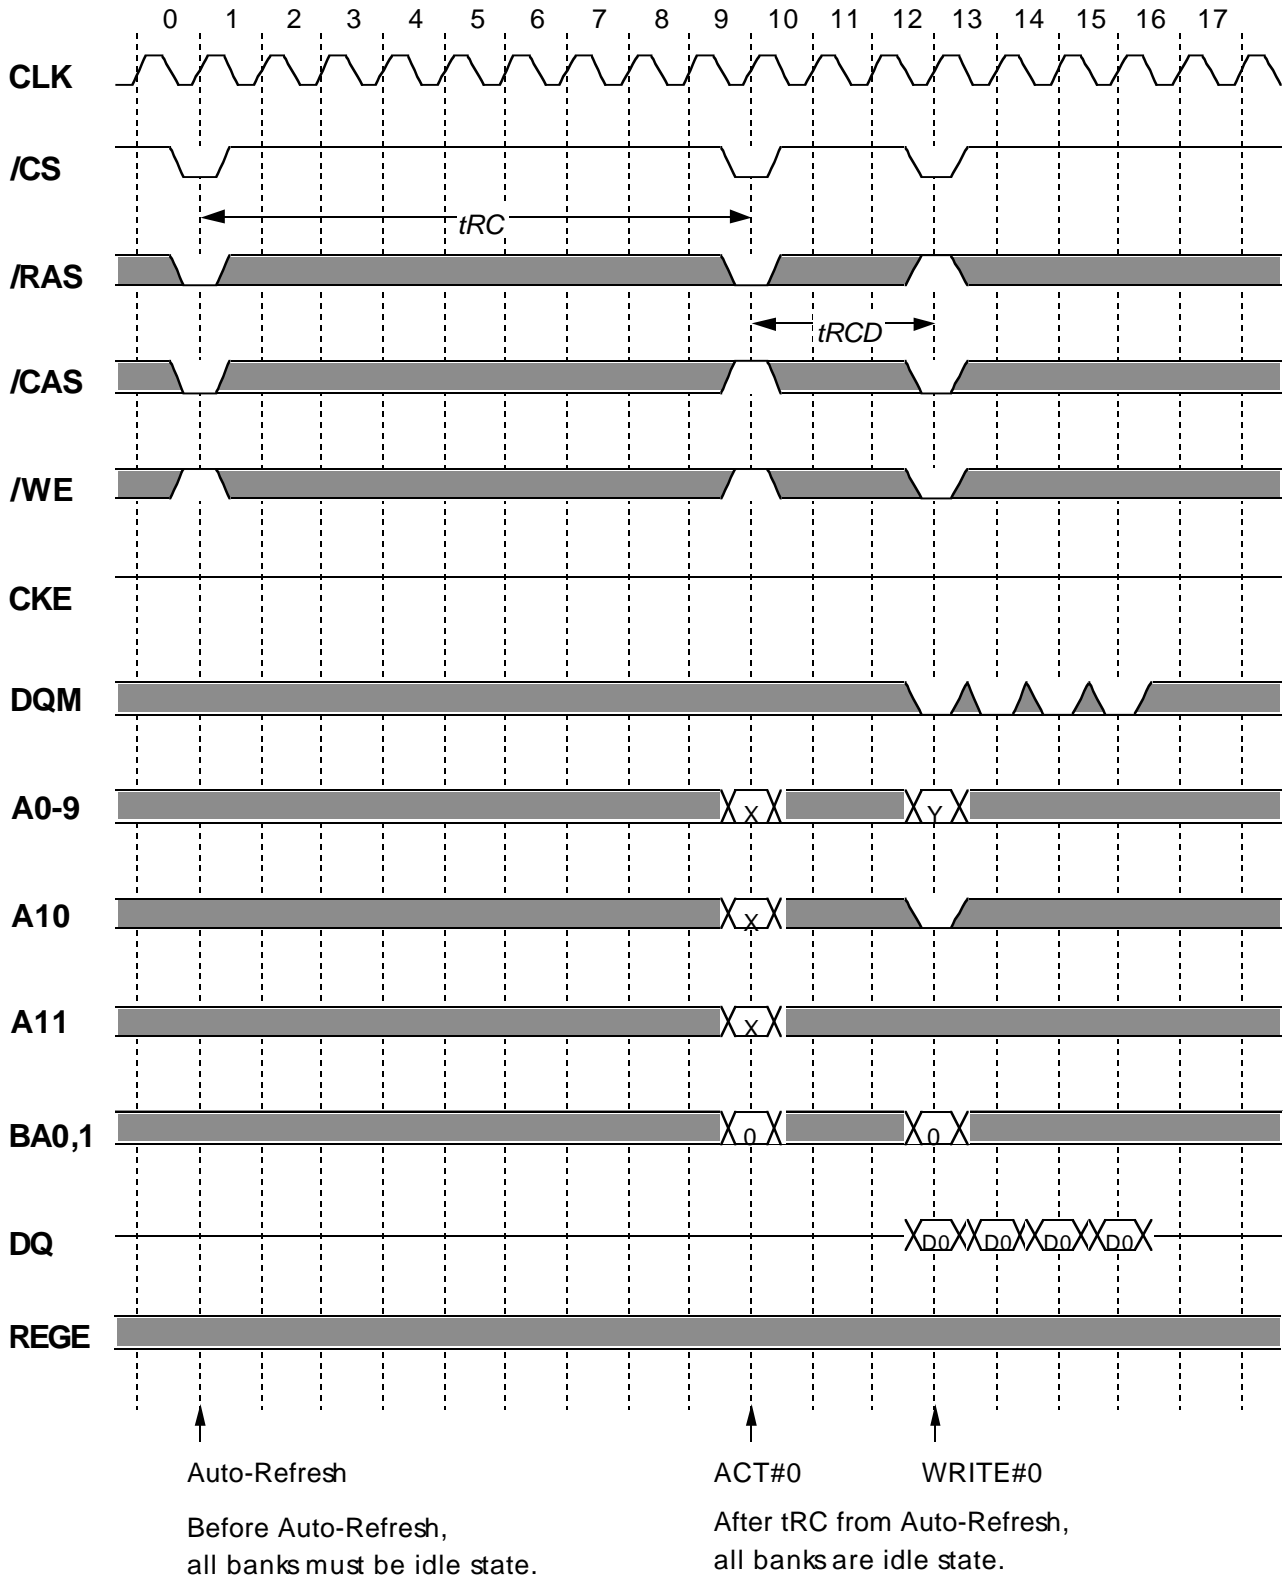 0 1 2 3 4 5 6 7 8 9 10 11 12 13 14 15 16 17
CLK
/CS
tRC
/RAS
tRCD
/CAS
/WE
CKE
DQM
A0-9 X Y
A10 X
A11 X
BA0,1 0 0
DQ D0 D0 D0 D0
REGE
Auto-Refresh ACT#0 WRITE#0
Before Auto-Refresh,
all banks must be idle state.
After tRC from Auto-Refresh,
all banks are idle state.